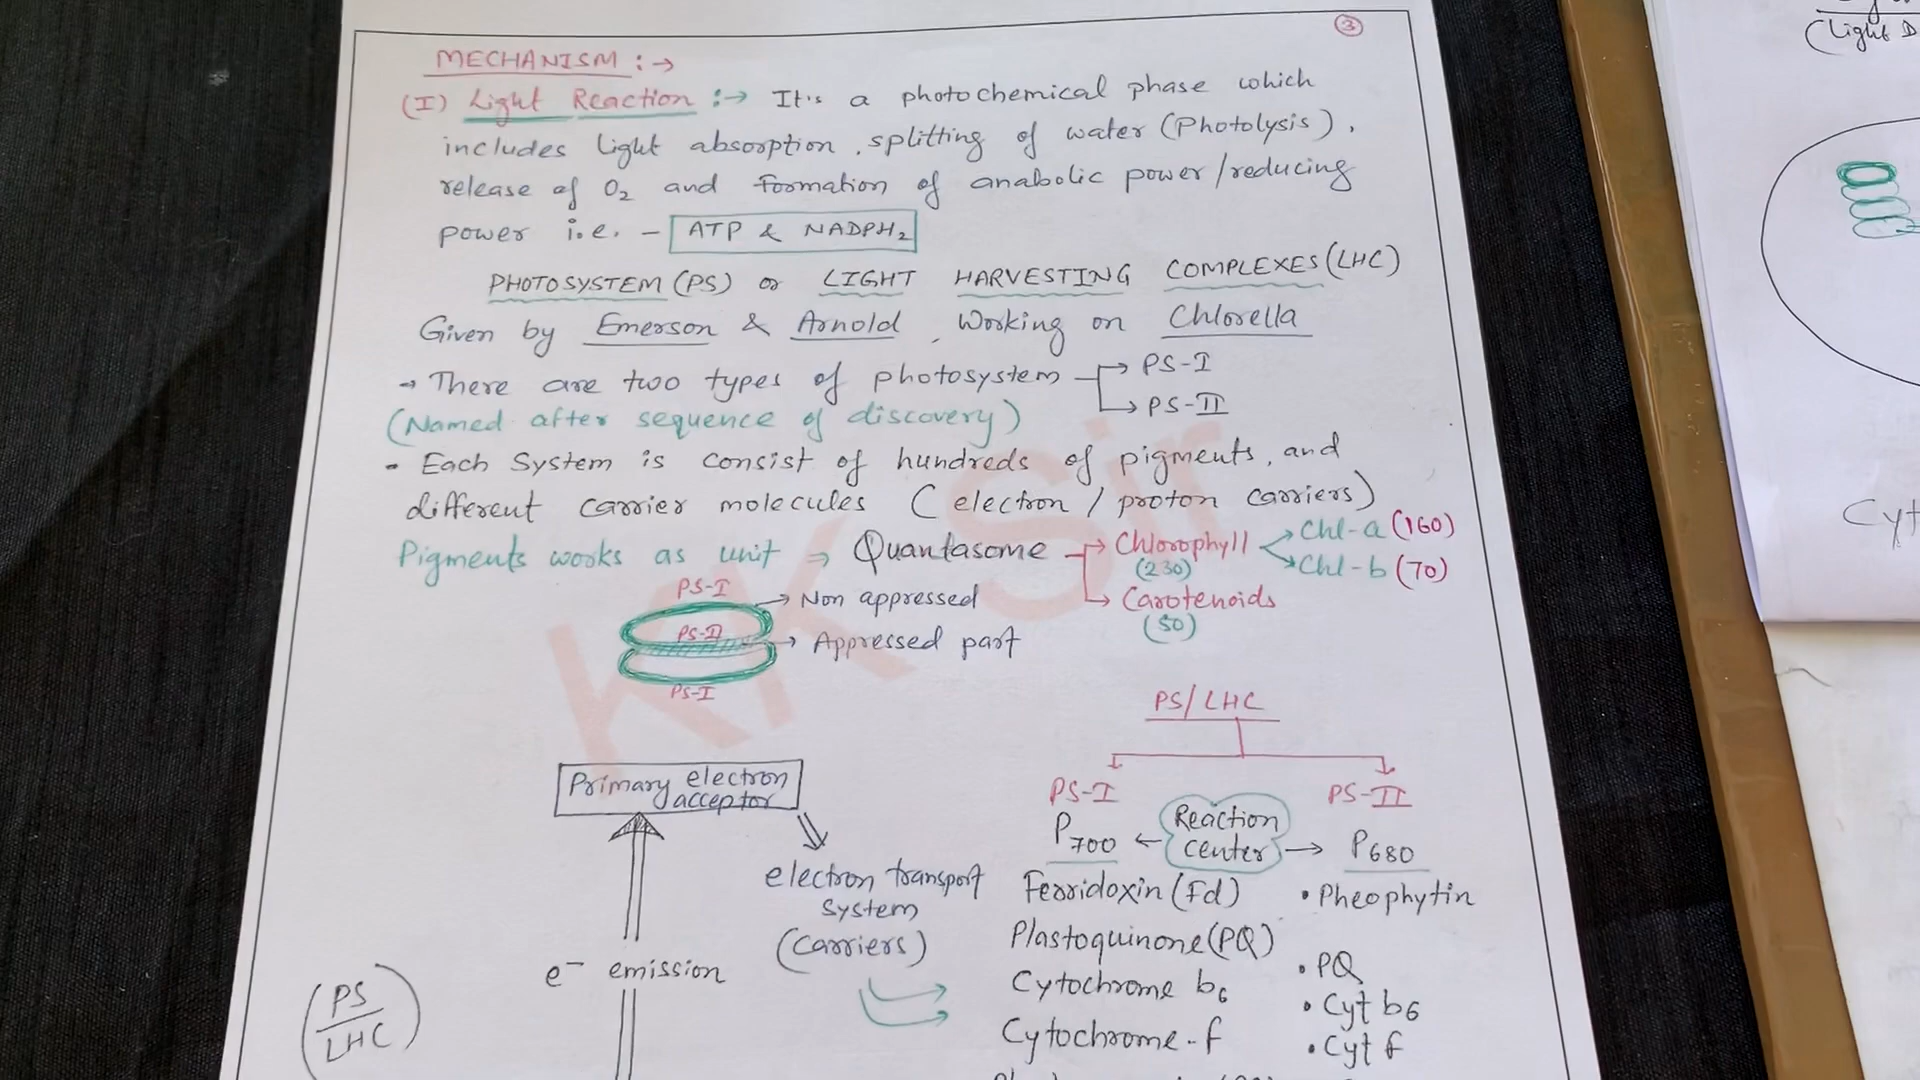 3
MECHANISM :→
(I) Light Reaction :→ It's a photochemical phase which
includes light absorption, splitting of water (Photolysis),
release of O₂ and formation of anabolic power/reducing
power i.e. - ATP & NADPH₂
PHOTOSYSTEM (PS) or LIGHT HARVESTING COMPLEXES (LHC)
Given by Emerson & Arnold, Working on Chlorella
→ There are two types of photosystem → PS-I
→ PS-II
(Named after sequence of discovery)
- Each System is consist of hundreds of pigments, and
different carrier molecules (electron / proton carriers)
Pigments works as unit ⇒ Quantasome → Chlorophyll → Chl-a (160)
(230) → Chl-b (70)
→ Carotenoids
(50)
PS-I
→ Non appressed
PS-II
→ Appressed part
PS-I
KK Sir
PS/LHC
PS-I PS-II
P700 ← Reaction center → P680
Primary electron
acceptor
electron transport
system
(carriers)
e⁻ emission
PS
LHC
Ferridoxin (Fd)
Plastoquinone (PQ)
Cytochrome b6
Cytochrome-f
• Pheophytin
• PQ
• Cyt b6
• Cyt f
(Light D
Cyt